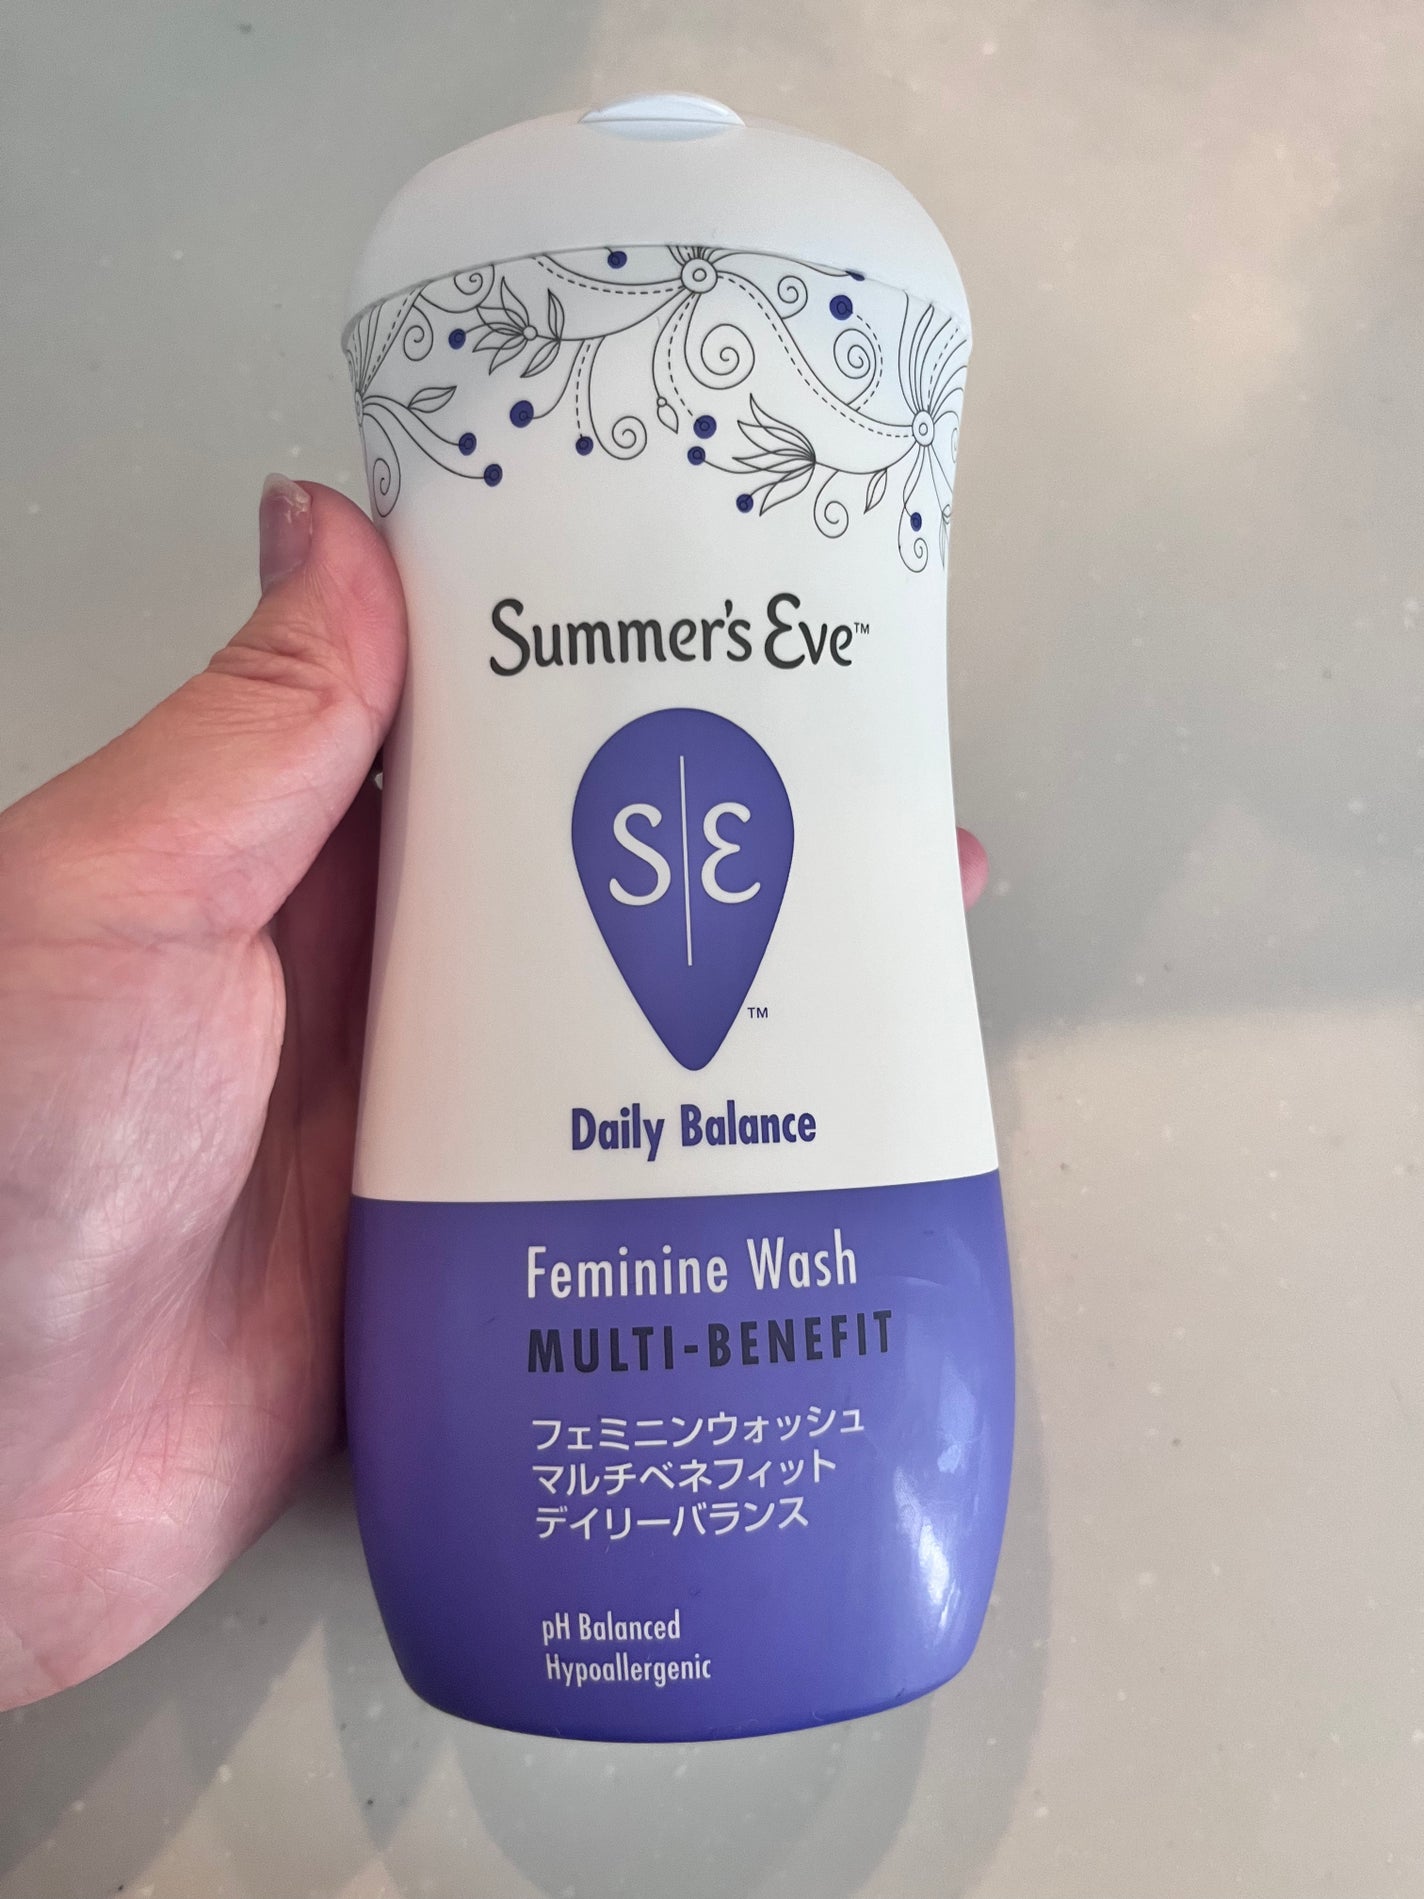 Summer's Eve™
S|E
™
Daily Balance
Feminine Wash
MULTI-BENEFIT
フェミニンウォッシュ
マルチベネフィット
デイリーバランス
pH Balanced
Hypoallergenic